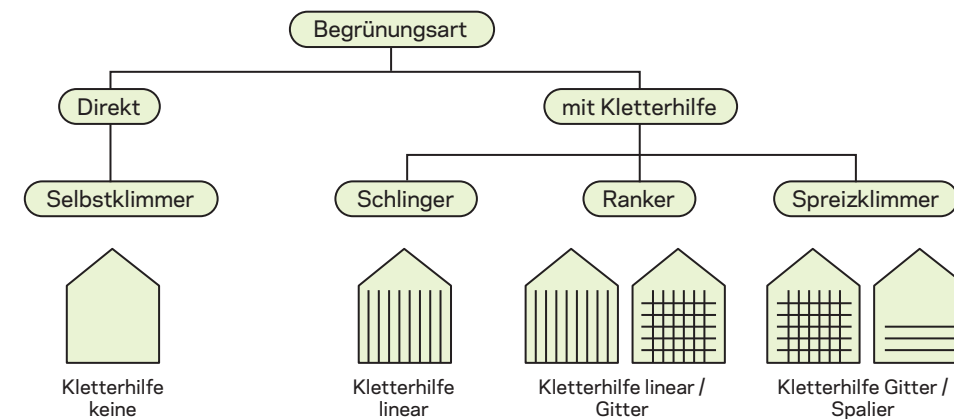 Begrünungsart
Direkt
mit Kletterhilfe
Selbstklimmer
Schlinger
Ranker
Spreizklimmer
Kletterhilfe
keine
Kletterhilfe
linear
Kletterhilfe linear /
Gitter
Kletterhilfe Gitter /
Spalier